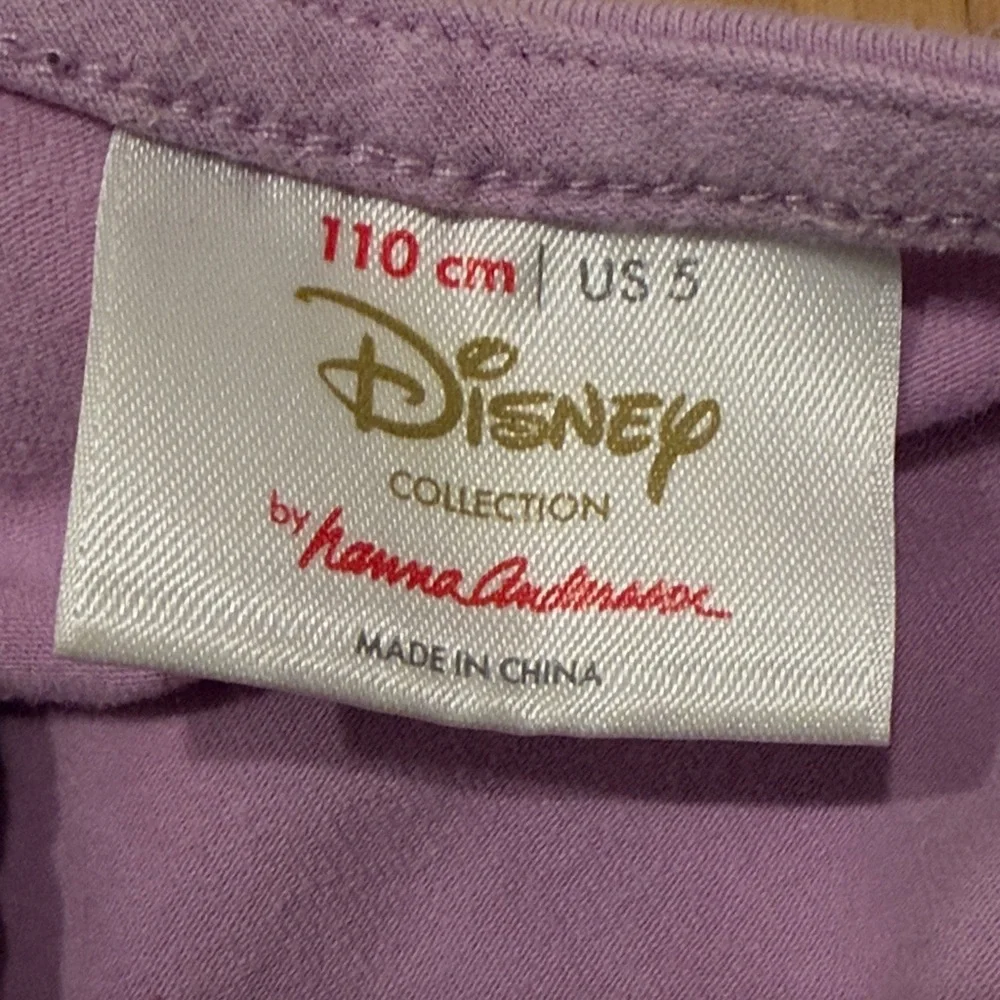 110 cm | US 5
Disney
COLLECTION
by hanna Andersson
MADE IN CHINA